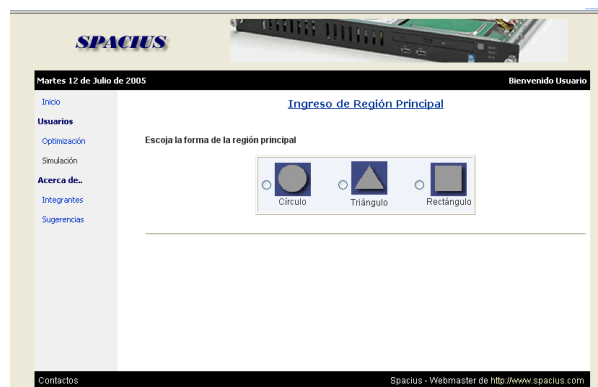 SPACIUS
Martes 12 de Julio de 2005 Bienvenido Usuario
Inicio
Ingreso de Región Principal
Usuarios
Optimización
Escoja la forma de la región principal
Simulación
Acerca de..
Integrantes
Círculo Triángulo Rectángulo
Sugerencias
Contactos Spacius - Webmaster de http://www.spacius.com